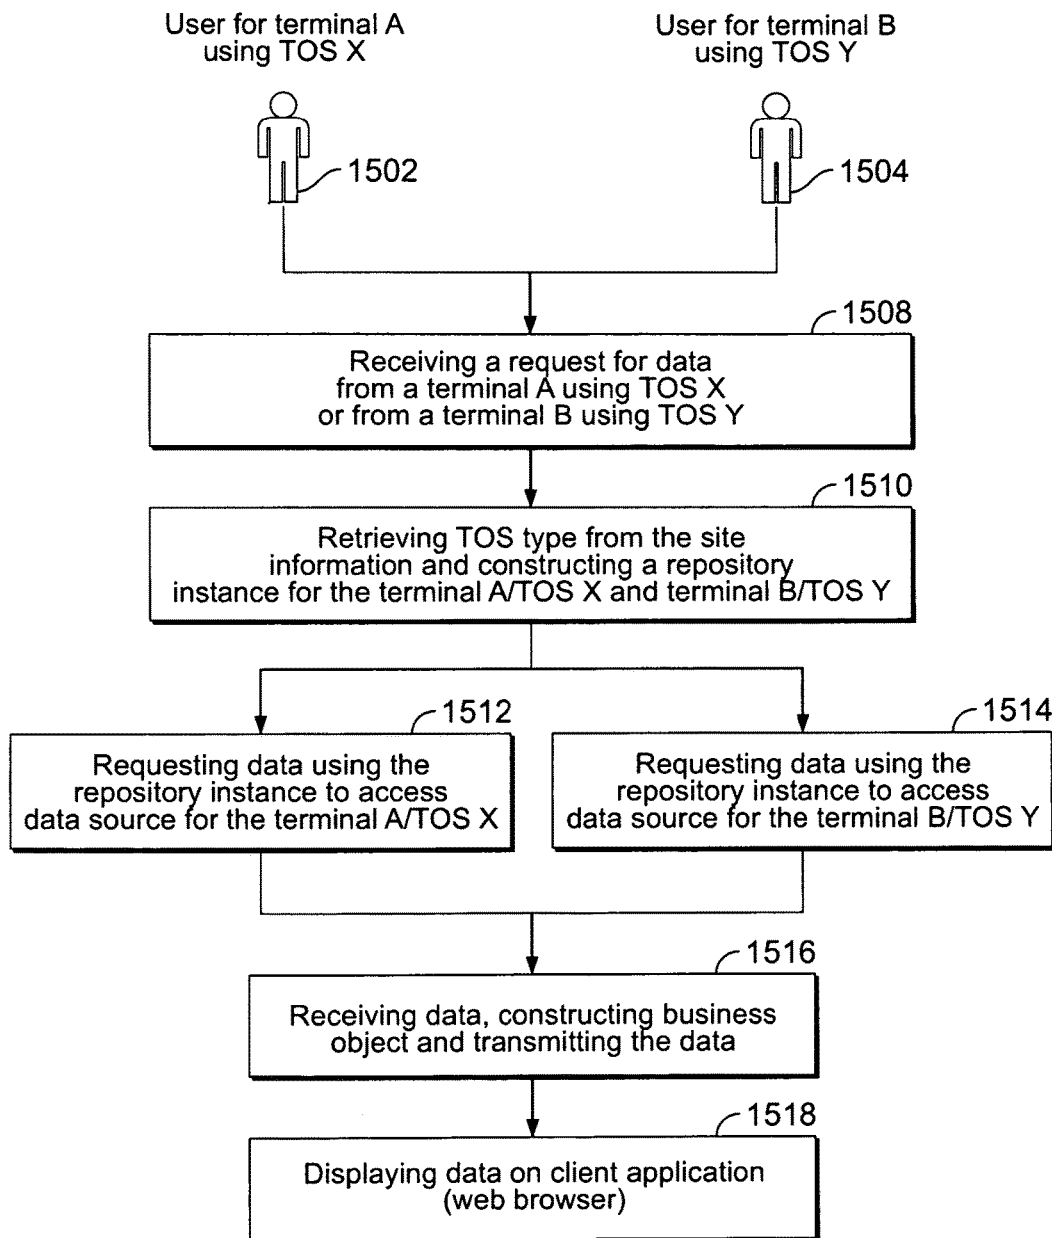 User for terminal A
using TOS X
User for terminal B
using TOS Y
1502
1504
1508
Receiving a request for data
from a terminal A using TOS X
or from a terminal B using TOS Y
1510
Retrieving TOS type from the site
information and constructing a repository
instance for the terminal A/TOS X and terminal B/TOS Y
1512
Requesting data using the
repository instance to access
data source for the terminal A/TOS X
1514
Requesting data using the
repository instance to access
data source for the terminal B/TOS Y
1516
Receiving data, constructing business
object and transmitting the data
1518
Displaying data on client application
(web browser)